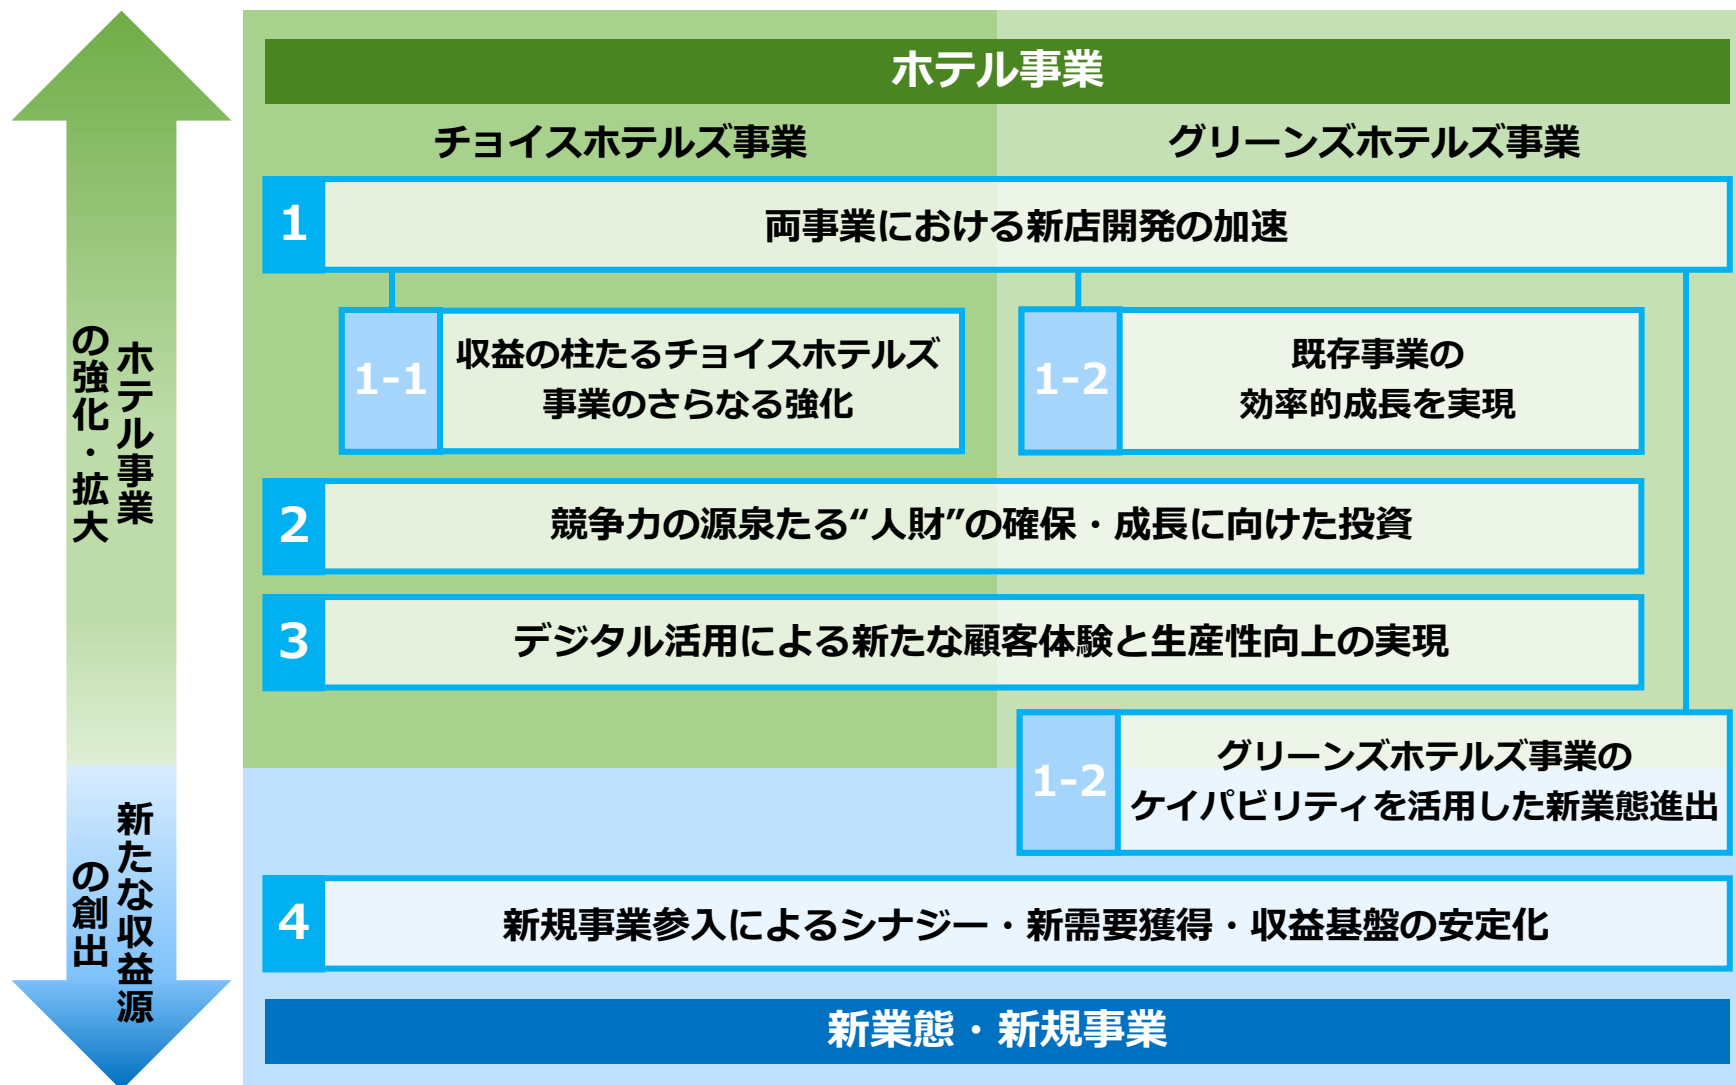 ホテル事業
チョイスホテルズ事業
グリーンズホテルズ事業
1
両事業における新店開発の加速
1-1
収益の柱たるチョイスホテルズ
事業のさらなる強化
1-2
既存事業の
効率的成長を実現
2
競争力の源泉たる“人財”の確保・成長に向けた投資
3
デジタル活用による新たな顧客体験と生産性向上の実現
1-2
グリーンズホテルズ事業の
ケイパビリティを活用した新業態進出
4
新規事業参入によるシナジー・新需要獲得・収益基盤の安定化
新業態・新規事業
ホテル事業
の強化・拡大
新たな収益源
の創出